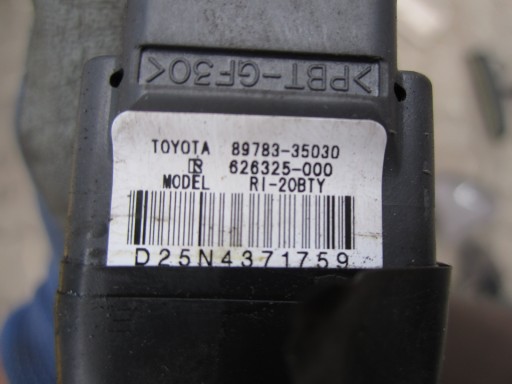 >PBT-GF30<
TOYOTA 89783-35030
R 626325-000
MODEL RI-20BTY
D25N4371759